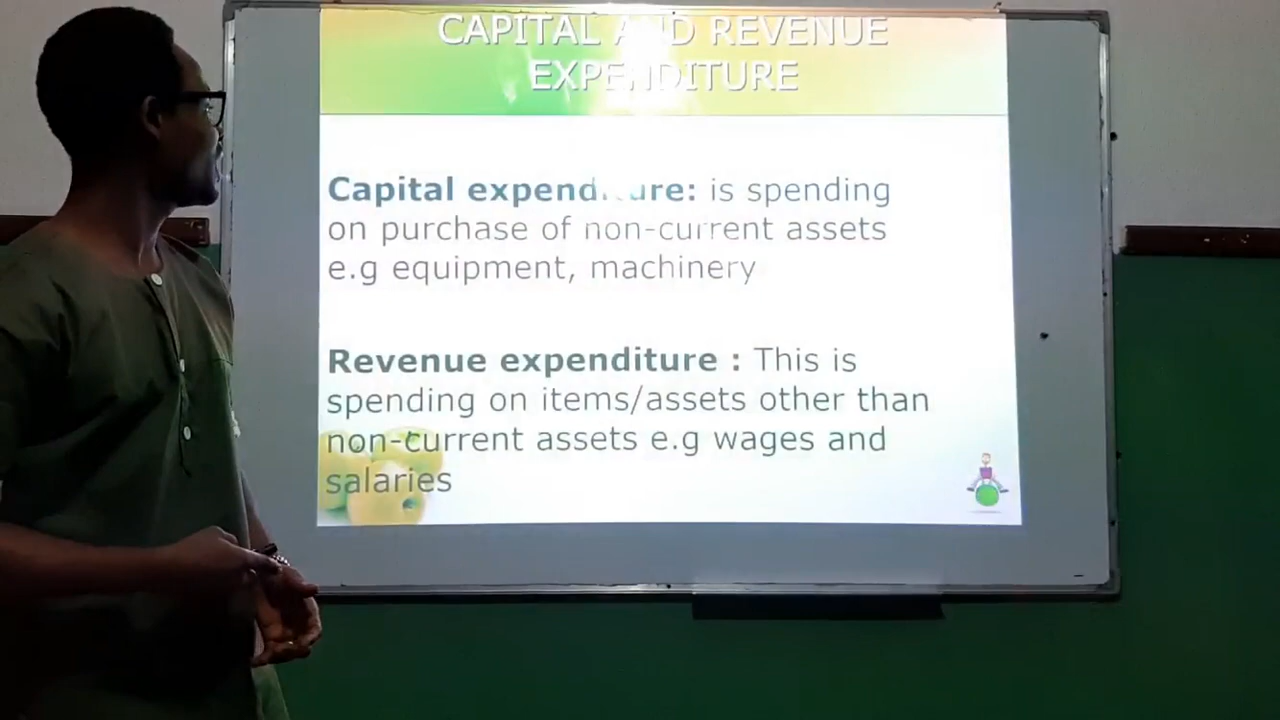 CAPITAL AND REVENUE
EXPENDITURE
Capital expenditure: is spending
on purchase of non-current assets
e.g equipment, machinery
Revenue expenditure : This is
spending on items/assets other than
non-current assets e.g wages and
salaries